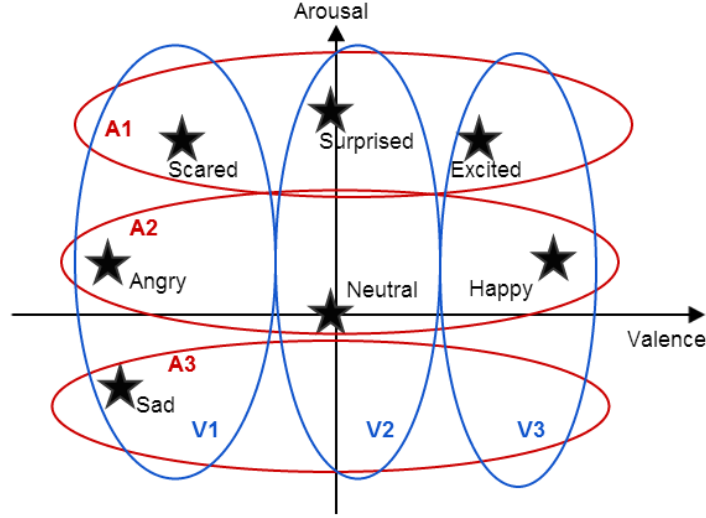 Arousal
A1
Surprised
Scared
Excited
A2
Angry
Neutral
Happy
Valence
A3
Sad
V1
V2
V3